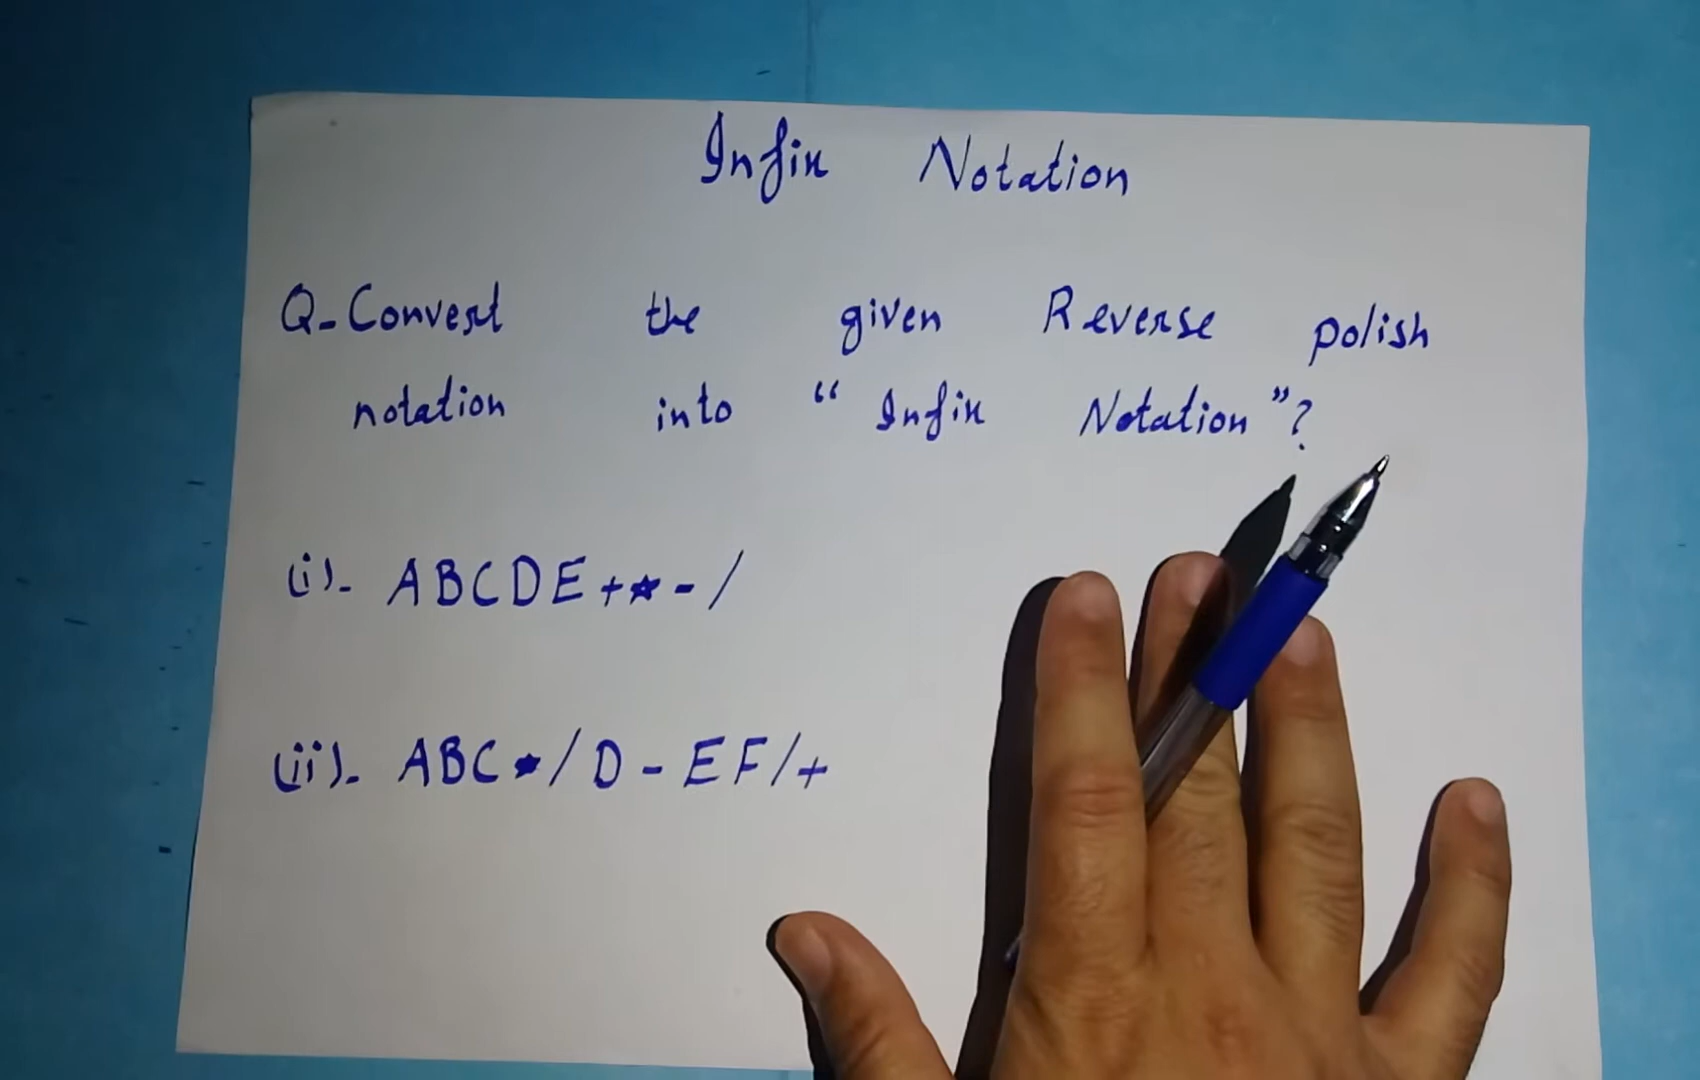 Infix Notation
Q-Convert the given Reverse polish
notation into “Infix Notation”?
(i)- ABCDE+*-/
(ii)- ABC*/D-EF/+